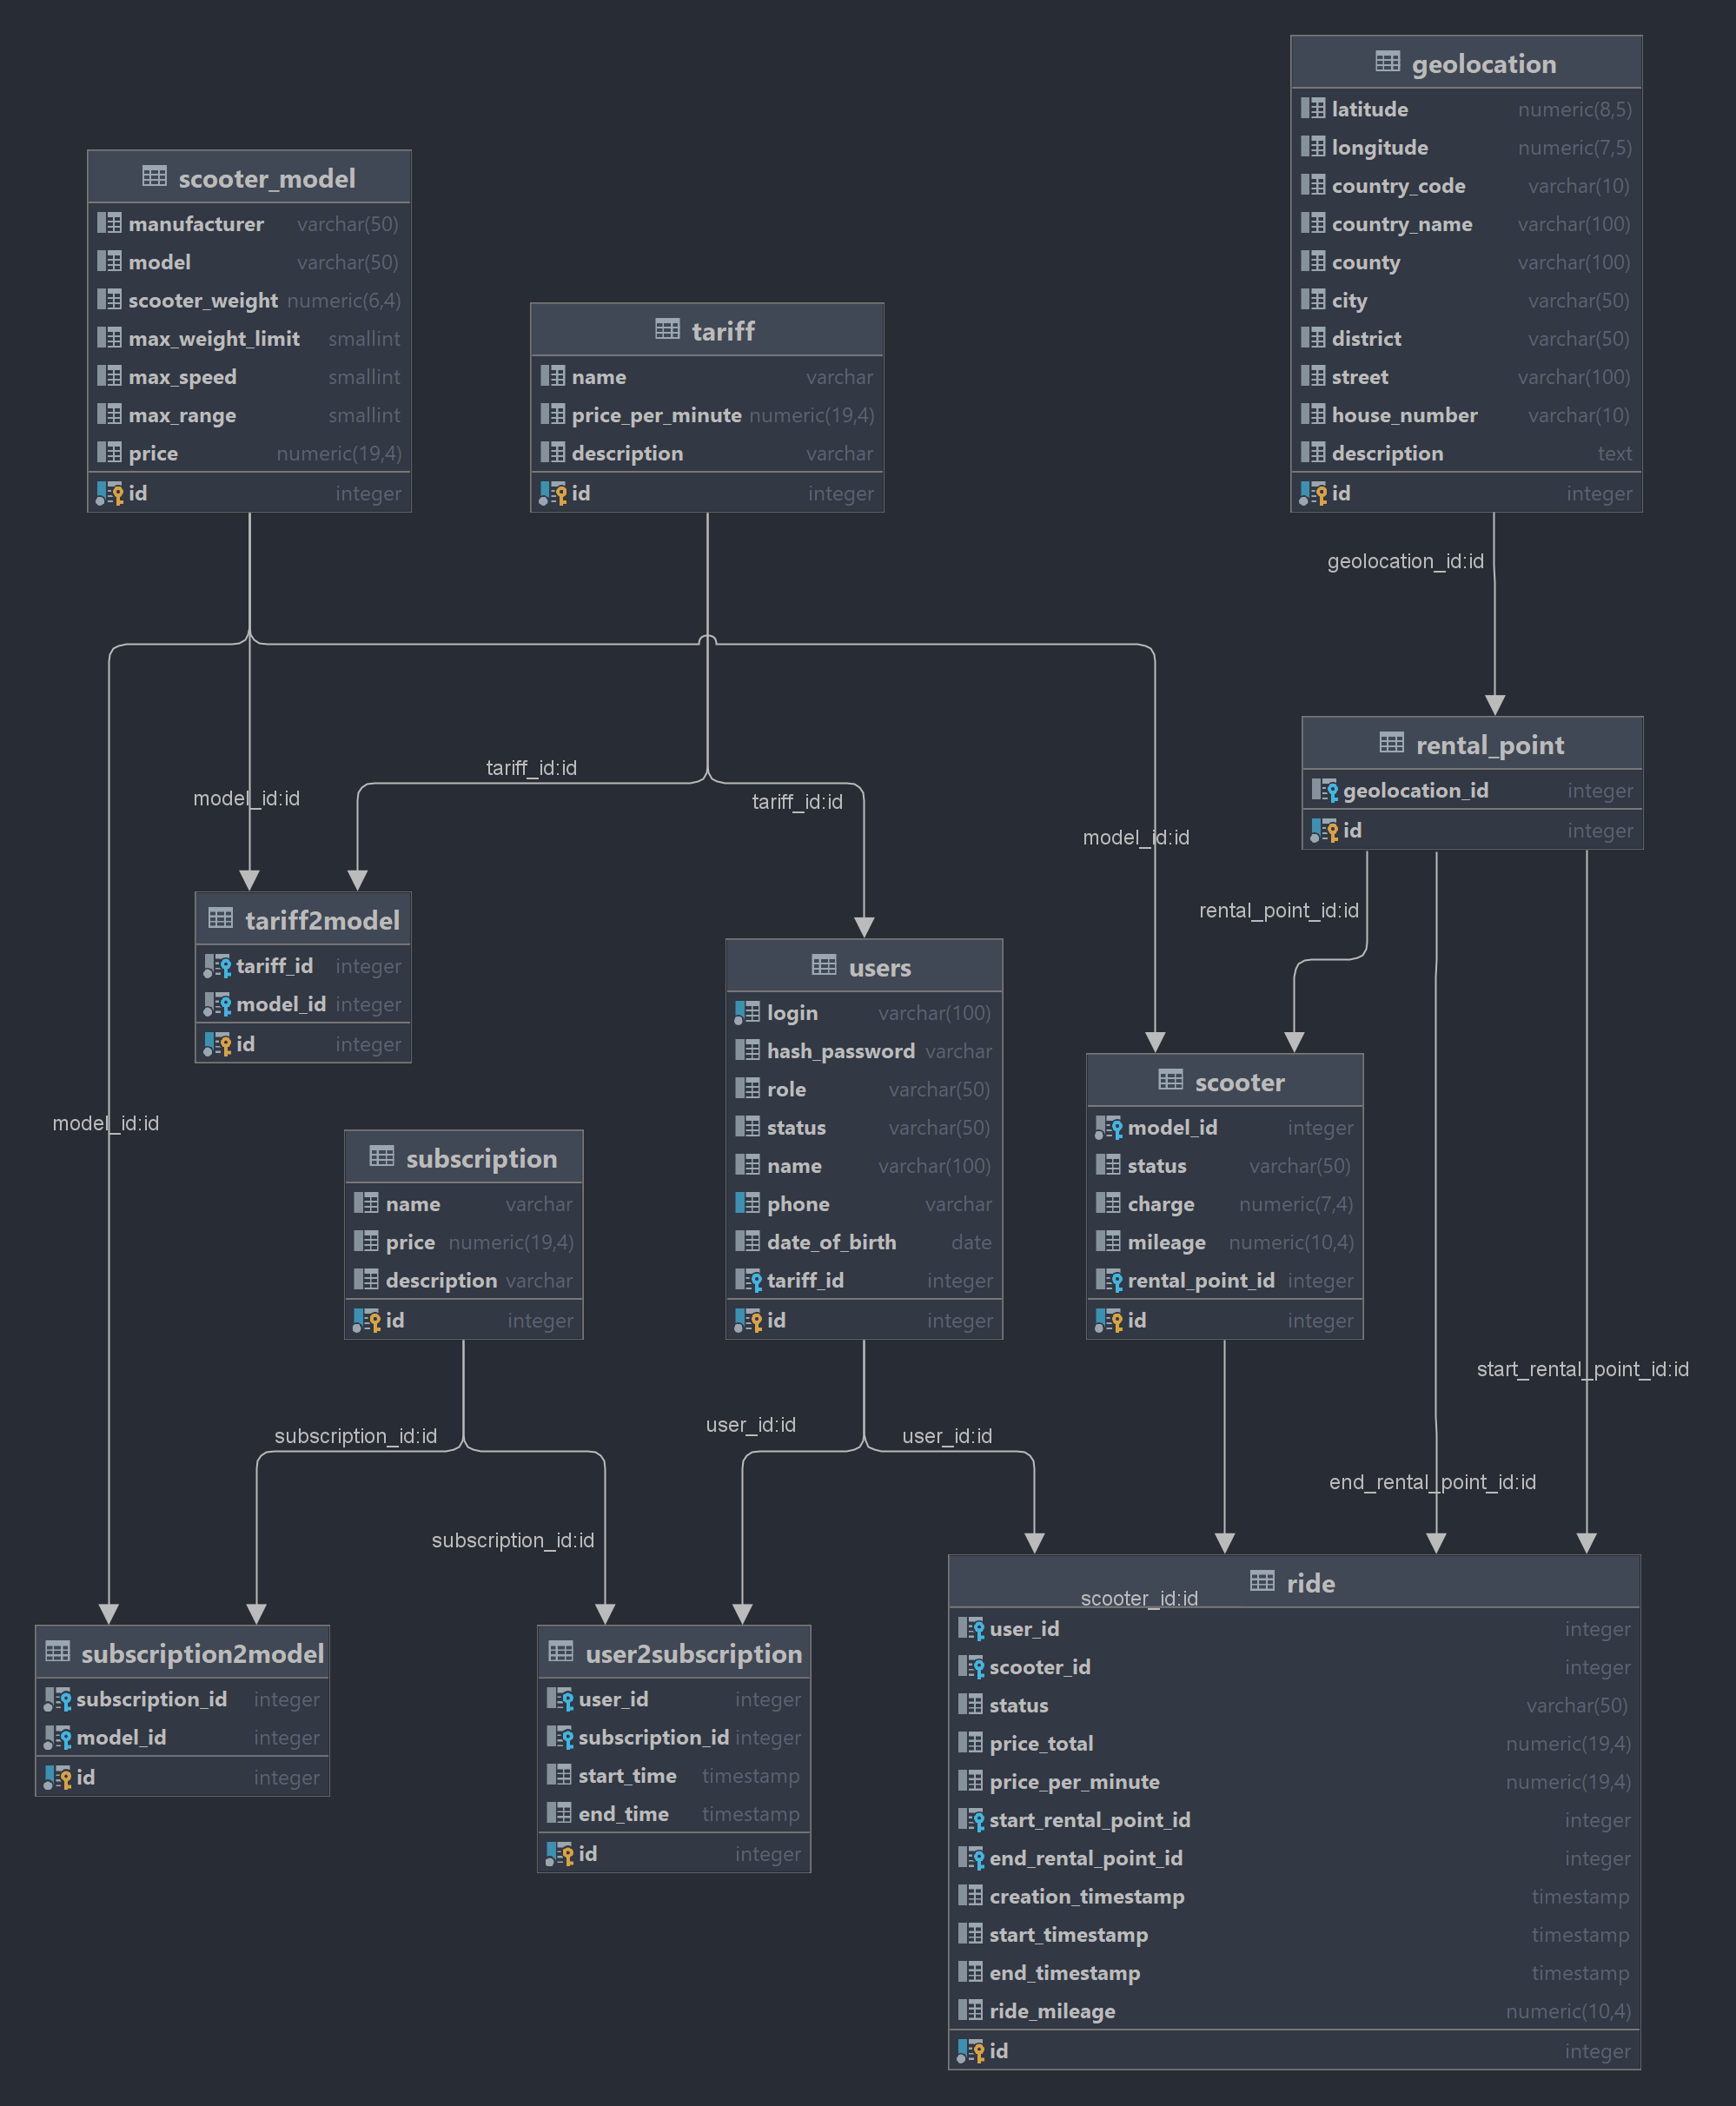 geolocation
latitude numeric(8,5)
longitude numeric(7,5)
country_code varchar(10)
country_name varchar(100)
county varchar(100)
city varchar(50)
district varchar(50)
street varchar(100)
house_number varchar(10)
description text
id integer
scooter_model
manufacturer varchar(50)
model varchar(50)
scooter_weight numeric(6,4)
max_weight_limit smallint
max_speed smallint
max_range smallint
price numeric(19,4)
id integer
tariff
name varchar
price_per_minute numeric(19,4)
description varchar
id integer
geolocation_id:id
rental_point
geolocation_id integer
id integer
tariff_id:id
model_id:id
tariff_id:id
model_id:id
rental_point_id:id
tariff2model
tariff_id integer
model_id integer
id integer
users
login varchar(100)
hash_password varchar
role varchar(50)
status varchar(50)
name varchar(100)
phone varchar
date_of_birth date
tariff_id integer
id integer
scooter
model_id integer
status varchar(50)
charge numeric(7,4)
mileage numeric(10,4)
rental_point_id integer
id integer
model_id:id
subscription
name varchar
price numeric(19,4)
description varchar
id integer
start_rental_point_id:id
subscription_id:id
user_id:id
user_id:id
end_rental_point_id:id
subscription_id:id
subscription2model
subscription_id integer
model_id integer
id integer
user2subscription
user_id integer
subscription_id integer
start_time timestamp
end_time timestamp
id integer
ride
scooter_id:id
user_id integer
scooter_id integer
status varchar(50)
price_total numeric(19,4)
price_per_minute numeric(19,4)
start_rental_point_id integer
end_rental_point_id integer
creation_timestamp timestamp
start_timestamp timestamp
end_timestamp timestamp
ride_mileage numeric(10,4)
id integer